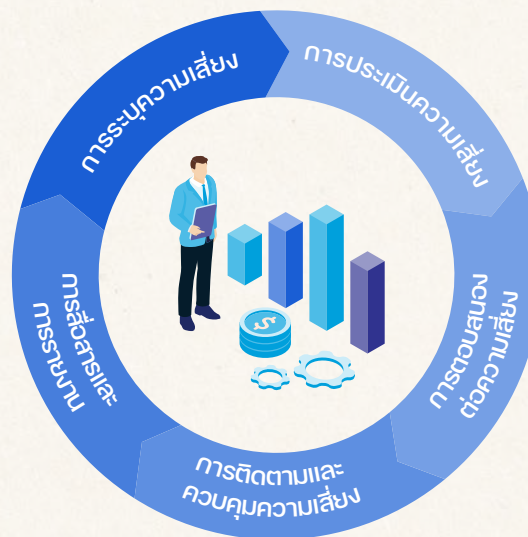 การระบุความเสี่ยง
การประเมินความเสี่ยง
การตอบสนอง
ต่อความเสี่ยง
การติดตามและ
ควบคุมความเสี่ยง
การสื่อสารและ
การรายงาน
$